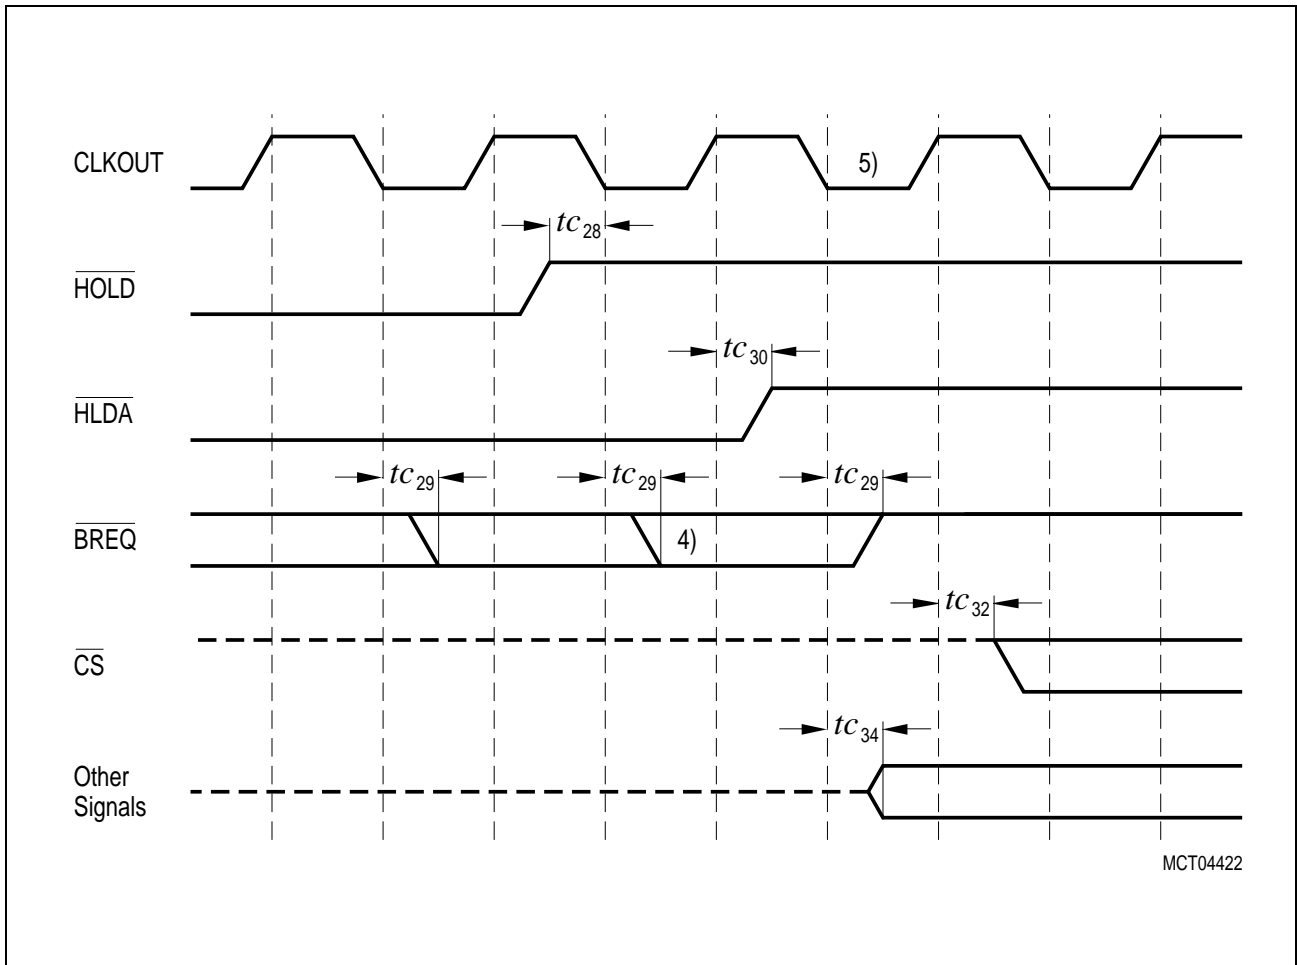 CLKOUT
5)
tc28
HOLD
tc30
HLDA
tc29 tc29 tc29
BREQ
4)
tc32
CS
tc34
Other
Signals
MCT04422